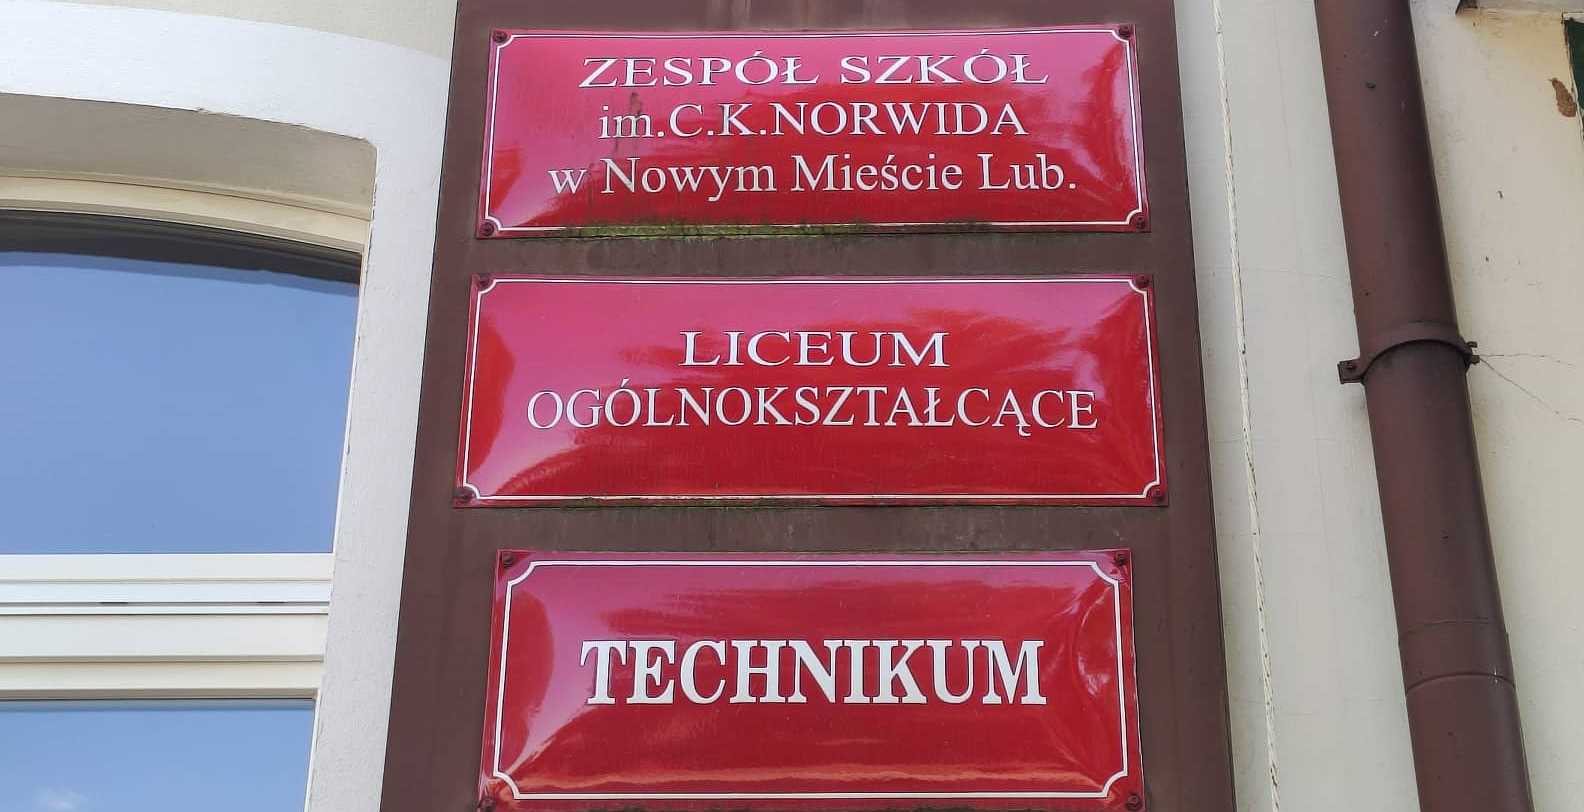 ZESPÓŁ SZKÓŁ
im.C.K.NORWIDA
w Nowym Mieście Lub.
LICEUM
OGÓLNOKSZTAŁCĄCE
TECHNIKUM